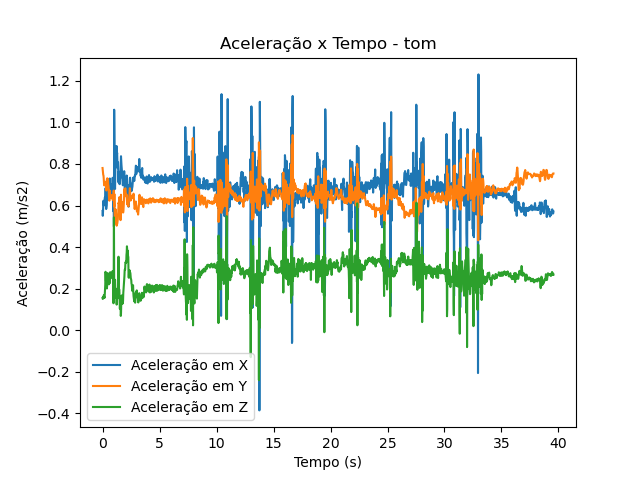 Aceleração x Tempo - tom
Aceleração (m/s2)
1.2
1.0
0.8
0.6
0.4
0.2
0.0
−0.2
−0.4
Aceleração em X
Aceleração em Y
Aceleração em Z
0 5 10 15 20 25 30 35 40
Tempo (s)